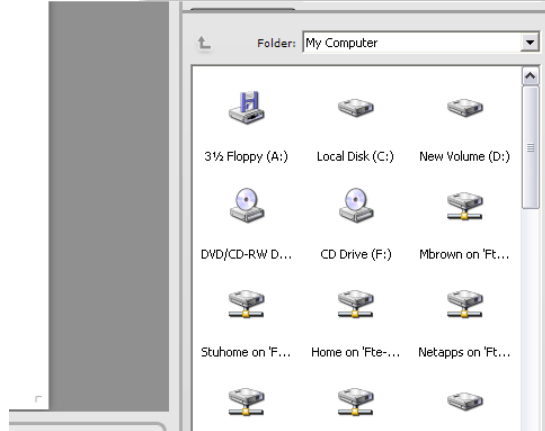 Folder: My Computer
3½ Floppy (A:) Local Disk (C:) New Volume (D:)
DVD/CD-RW D... CD Drive (F:) Mbrown on 'Ft...
Stuhome on 'F... Home on 'Fte-... Netapps on 'Ft...